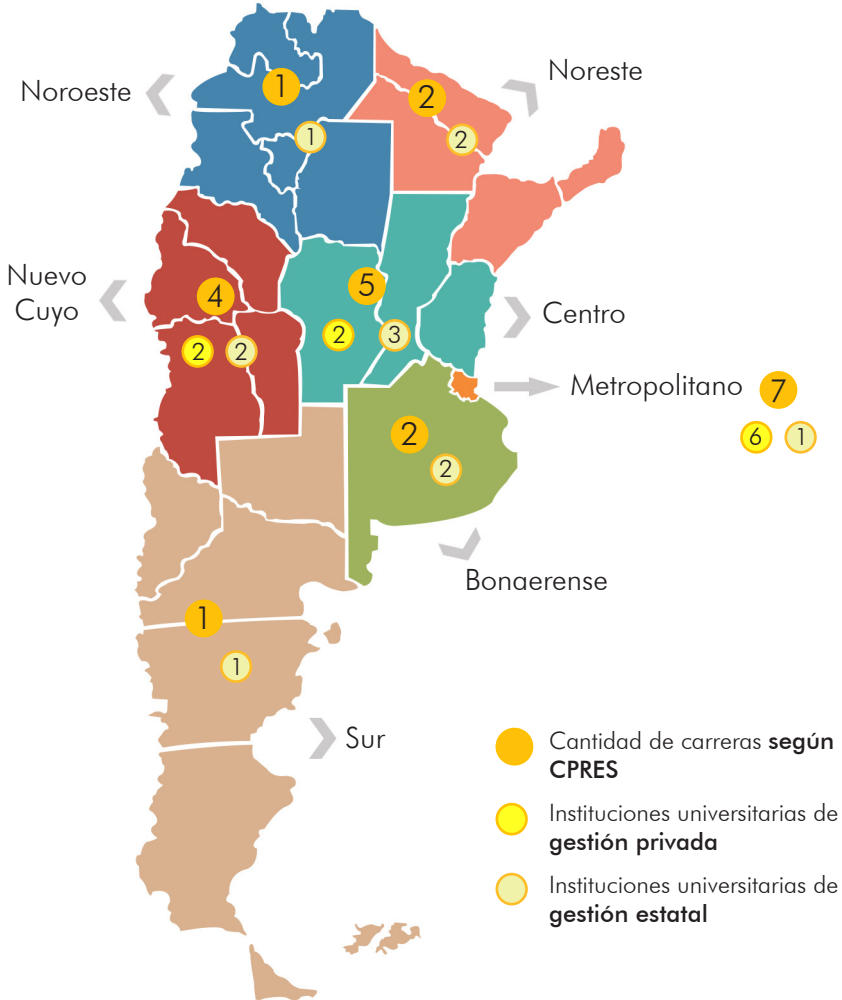 Noroeste
1
1
Noreste
2
2
Nuevo
Cuyo
4
2
2
5
2
3
Centro
Metropolitano
7
6
1
2
2
Bonaerense
1
1
Sur
Cantidad de carreras según
CPRES
Instituciones universitarias de
gestión privada
Instituciones universitarias de
gestión estatal